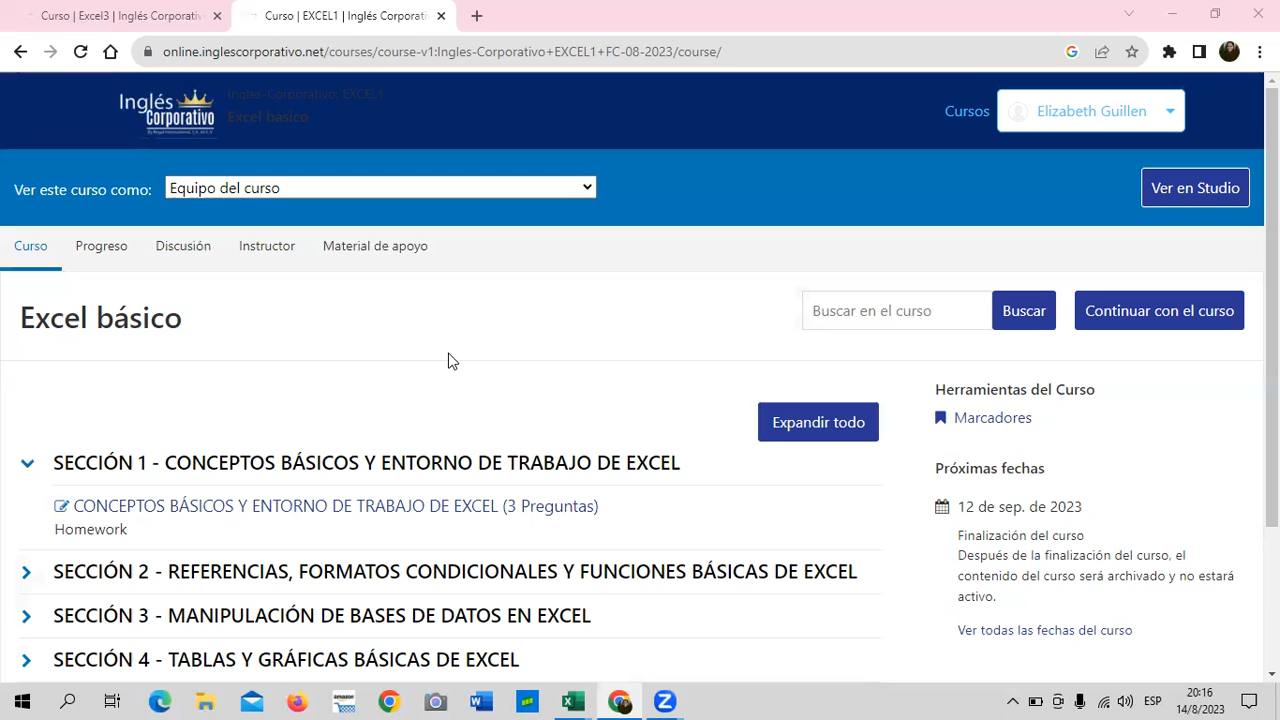 Curso | Excel3 | Inglés Corporativ
Curso | EXCEL1 | Inglés Corporati
online.inglescorporativo.net/courses/course-v1:Ingles-Corporativo+EXCEL1+FC-08-2023/course/
Inglés
Corporativo
Ingles-Corporativo: EXCEL1
Excel básico
Cursos
Elizabeth Guillen
Ver este curso como:
Equipo del curso
Ver en Studio
Curso
Progreso
Discusión
Instructor
Material de apoyo
Excel básico
Buscar en el curso
Buscar
Continuar con el curso
Expandir todo
SECCIÓN 1 - CONCEPTOS BÁSICOS Y ENTORNO DE TRABAJO DE EXCEL
CONCEPTOS BÁSICOS Y ENTORNO DE TRABAJO DE EXCEL (3 Preguntas)
Homework
SECCIÓN 2 - REFERENCIAS, FORMATOS CONDICIONALES Y FUNCIONES BÁSICAS DE EXCEL
SECCIÓN 3 - MANIPULACIÓN DE BASES DE DATOS EN EXCEL
SECCIÓN 4 - TABLAS Y GRÁFICAS BÁSICAS DE EXCEL
Herramientas del Curso
Marcadores
Próximas fechas
12 de sep. de 2023
Finalización del curso
Después de la finalización del curso, el
contenido del curso será archivado y no estará
activo.
Ver todas las fechas del curso
amazon
ESP
20:16
14/8/2023